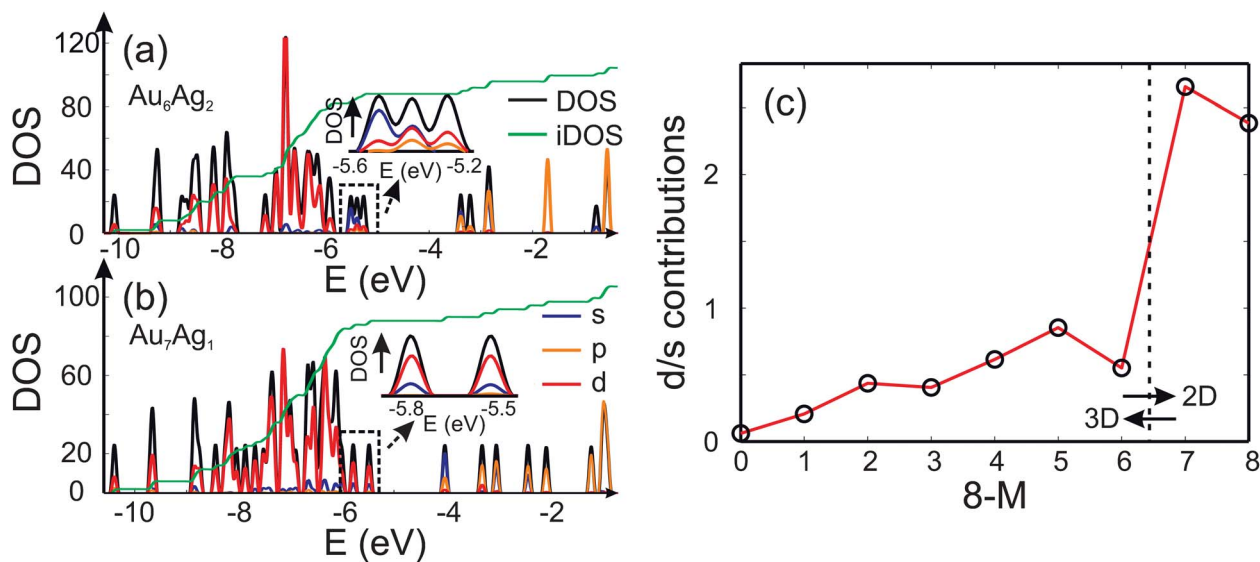 (a)
Au6Ag2
DOS
120
80
40
0
-10
-8
-6
-4
-2
E (eV)
DOS
iDOS
DOS
-5.6
-5.2
E (eV)
(b)
Au7Ag1
DOS
100
60
20
0
-10
-8
-6
-4
-2
E (eV)
s
p
d
DOS
-5.8
-5.5
E (eV)
(c)
d/s contributions
2
1
0
2D
3D
0 1 2 3 4 5 6 7 8
8-M